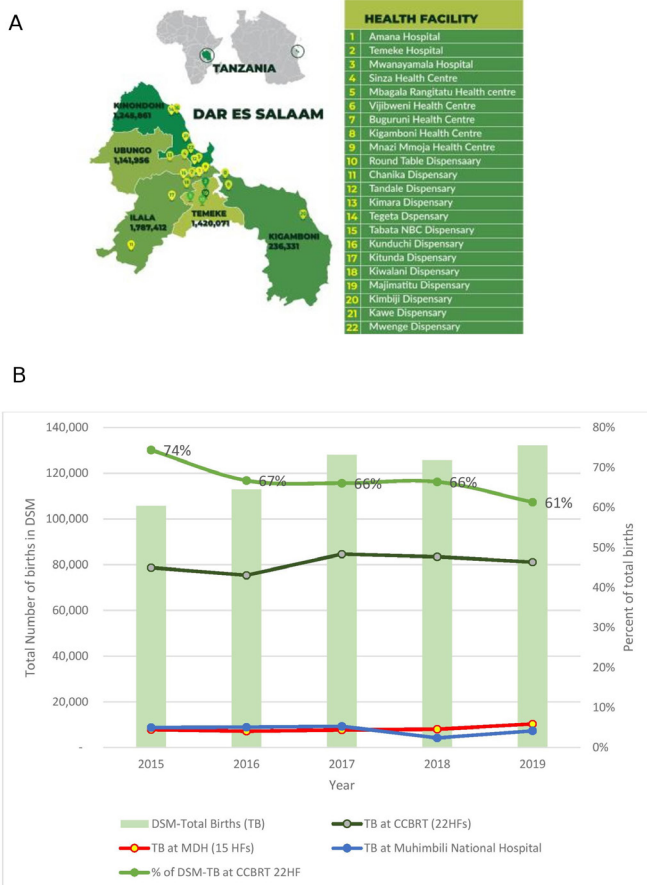 A
TANZANIA
DAR ES SALAAM
KINONDONI
UBUNGO
1,141,956
ILALA
1,787,412
TEMEKE
1,420,071
KIGAMBONI
236,331
HEALTH FACILITY
1 Amana Hospital
2 Temeke Hospital
3 Mwanayamala Hospital
4 Sinza Health Centre
5 Mbagala Rangitatu Health centre
6 Vijibweni Health Centre
7 Buguruni Health Centre
8 Kigamboni Health Centre
9 Mnazi Mmoja Health Centre
10 Round Table Dispensaary
11 Chanika Dispensary
12 Tandale Dispensary
13 Kimara Dispensary
14 Tegeta Dspensary
15 Tabata NBC Dispensary
16 Kunduchi Dispensary
17 Kitunda Dispensary
18 Kiwalani Dispensary
19 Majimatitu Dispensary
20 Kimbiji Dispensary
21 Kawe Dispensary
22 Mwenge Dispensary
B
Total Number of births in DSM
140,000
120,000
100,000
80,000
60,000
40,000
20,000
-
74%
67%
66%
66%
61%
80%
70%
60%
50%
40%
30%
20%
10%
0%
Percent of total births
2015 2016 2017 2018 2019
Year
DSM-Total Births (TB) TB at CCBRT (22HFs)
TB at MDH (15 HFs) TB at Muhimbili National Hospital
% of DSM-TB at CCBRT 22HF